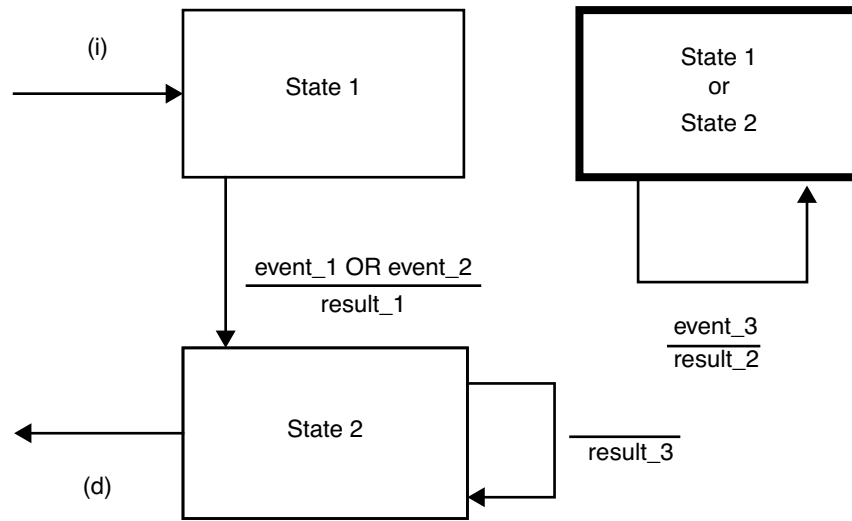 (i)
State 1
State 1
or
State 2
event_1 OR event_2
result_1
event_3
result_2
State 2
result_3
(d)